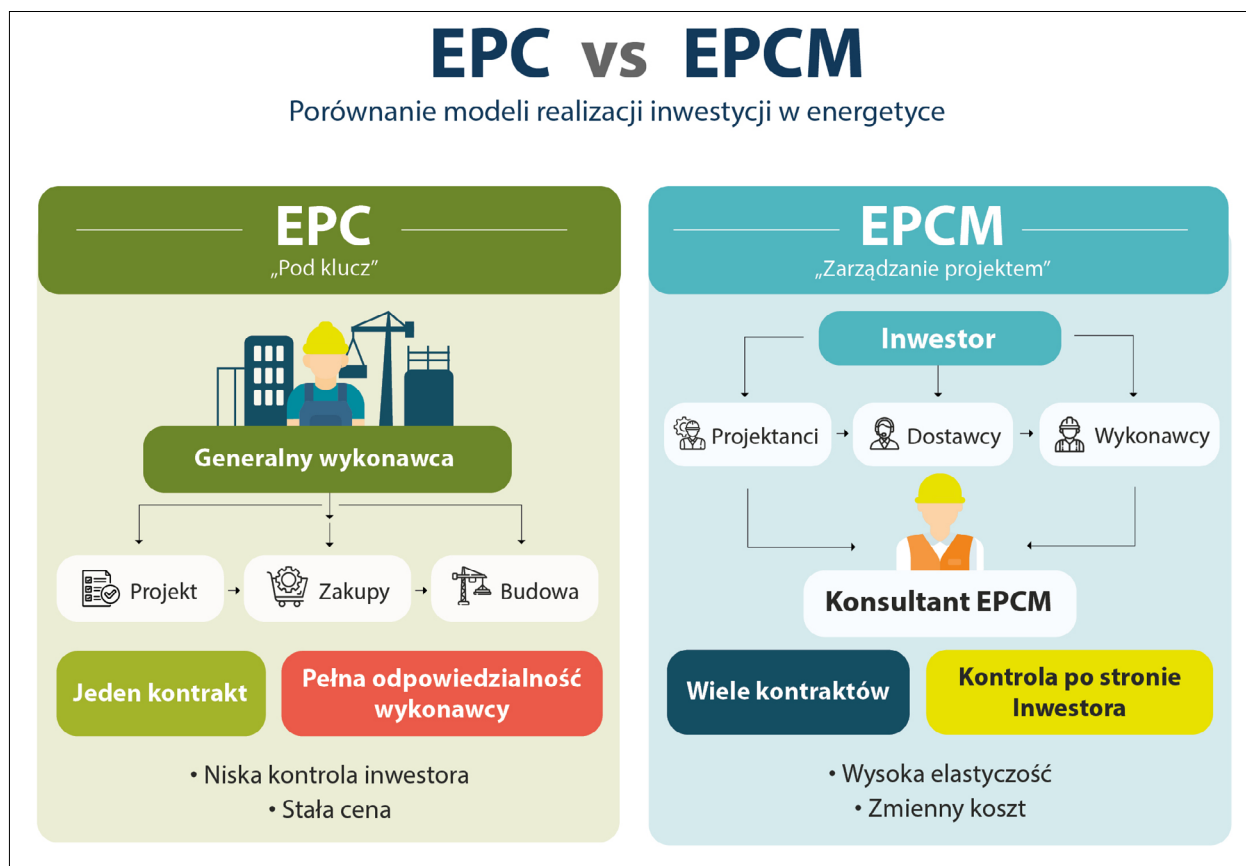 EPC vs EPCM
Porównanie modeli realizacji inwestycji w energetyce
EPC
„Pod klucz”
Generalny wykonawca
Projekt
Zakupy
Budowa
Jeden kontrakt
Pełna odpowiedzialność
wykonawcy
• Niska kontrola inwestora
• Stała cena
EPCM
„Zarządzanie projektem”
Inwestor
Projektanci
Dostawcy
Wykonawcy
Konsultant EPCM
Wiele kontraktów
Kontrola po stronie
Inwestora
• Wysoka elastyczość
• Zmienny koszt